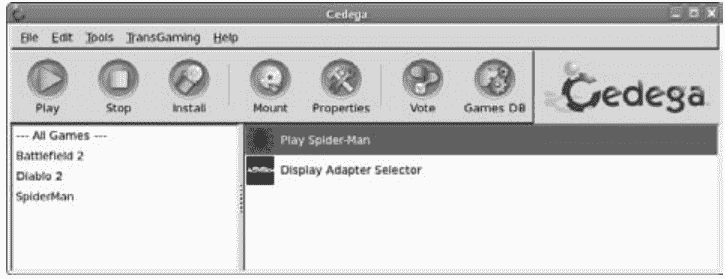 Cedega
File Edit Tools TransGaming Help
Play Stop Install Mount Properties Vote Games DB
Cedega
--- All Games ---
Battlefield 2
Diablo 2
SpiderMan
Play Spider-Man
ACTIVISION Display Adapter Selector